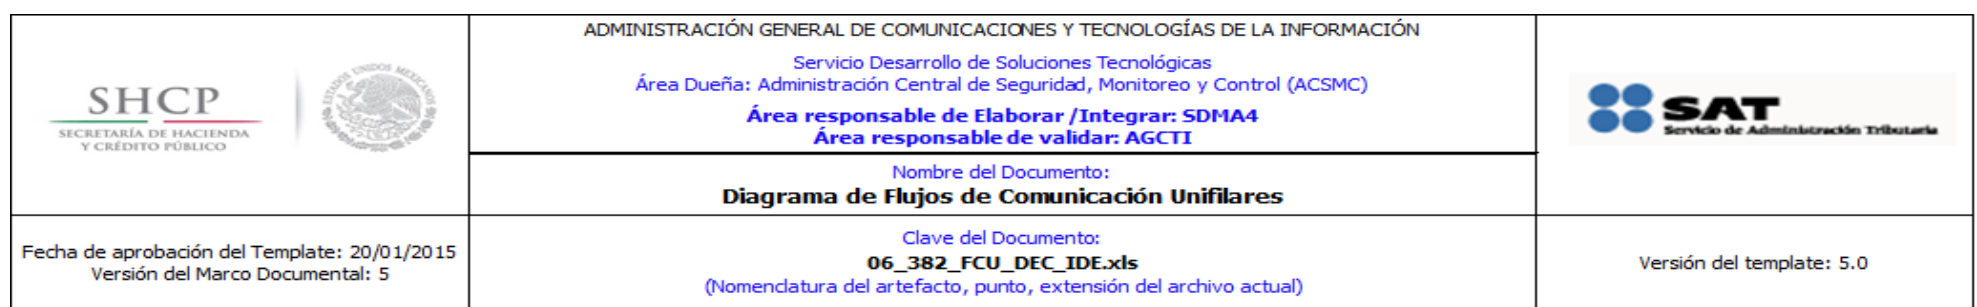 SHCP
SECRETARÍA DE HACIENDA
Y CRÉDITO PÚBLICO
ESTADOS UNIDOS MEXICANOS
ADMINISTRACIÓN GENERAL DE COMUNICACIONES Y TECNOLOGÍAS DE LA INFORMACIÓN
Servicio Desarrollo de Soluciones Tecnológicas
Área Dueña: Administración Central de Seguridad, Monitoreo y Control (ACSMC)
Área responsable de Elaborar /Integrar: SDMA4
Área responsable de validar: AGCTI
Nombre del Documento:
Diagrama de Flujos de Comunicación Unifilares
SAT
Servicio de Administración Tributaria
Fecha de aprobación del Template: 20/01/2015
Versión del Marco Documental: 5
Clave del Documento:
06_382_FCU_DEC_IDE.xls
(Nomenclatura del artefacto, punto, extensión del archivo actual)
Versión del template: 5.0